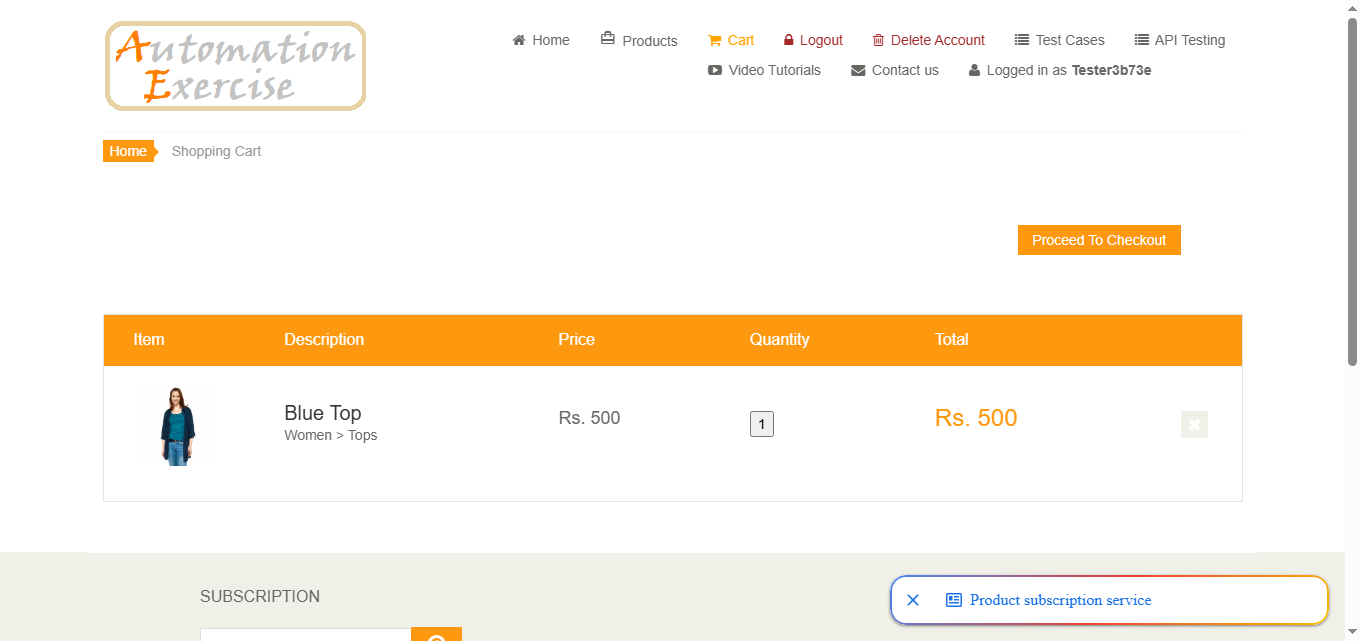 Automation
Exercise
Home
Products
Cart
Logout
Delete Account
Test Cases
API Testing
Video Tutorials
Contact us
Logged in as Tester3b73e
Home
Shopping Cart
Proceed To Checkout
Item Description Price Quantity Total
Blue Top
Women > Tops
Rs. 500
1
Rs. 500
SUBSCRIPTION
Product subscription service